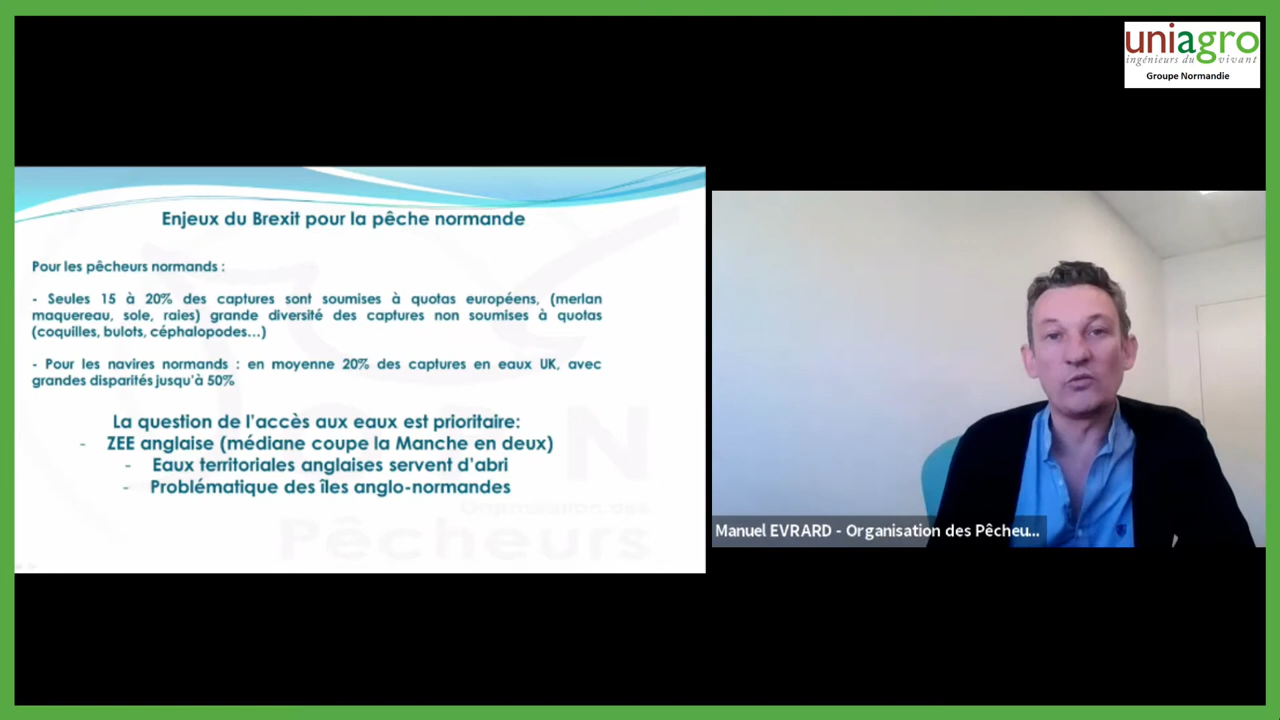 uniagro
ingénieurs du vivant
Groupe Normandie
Enjeux du Brexit pour la pêche normande
Pour les pêcheurs normands :
- Seules 15 à 20% des captures sont soumises à quotas européens, (merlan
maquereau, sole, raies) grande diversité des captures non soumises à quotas
(coquilles, bulots, céphalopodes...)
- Pour les navires normands : en moyenne 20% des captures en eaux UK, avec
grandes disparités jusqu'à 50%
La question de l'accès aux eaux est prioritaire:
- ZEE anglaise (médiane coupe la Manche en deux)
- Eaux territoriales anglaises servent d'abri
- Problématique des îles anglo-normandes
Organisation des
Pêcheurs
Manuel EVRARD - Organisation des Pêcheu...